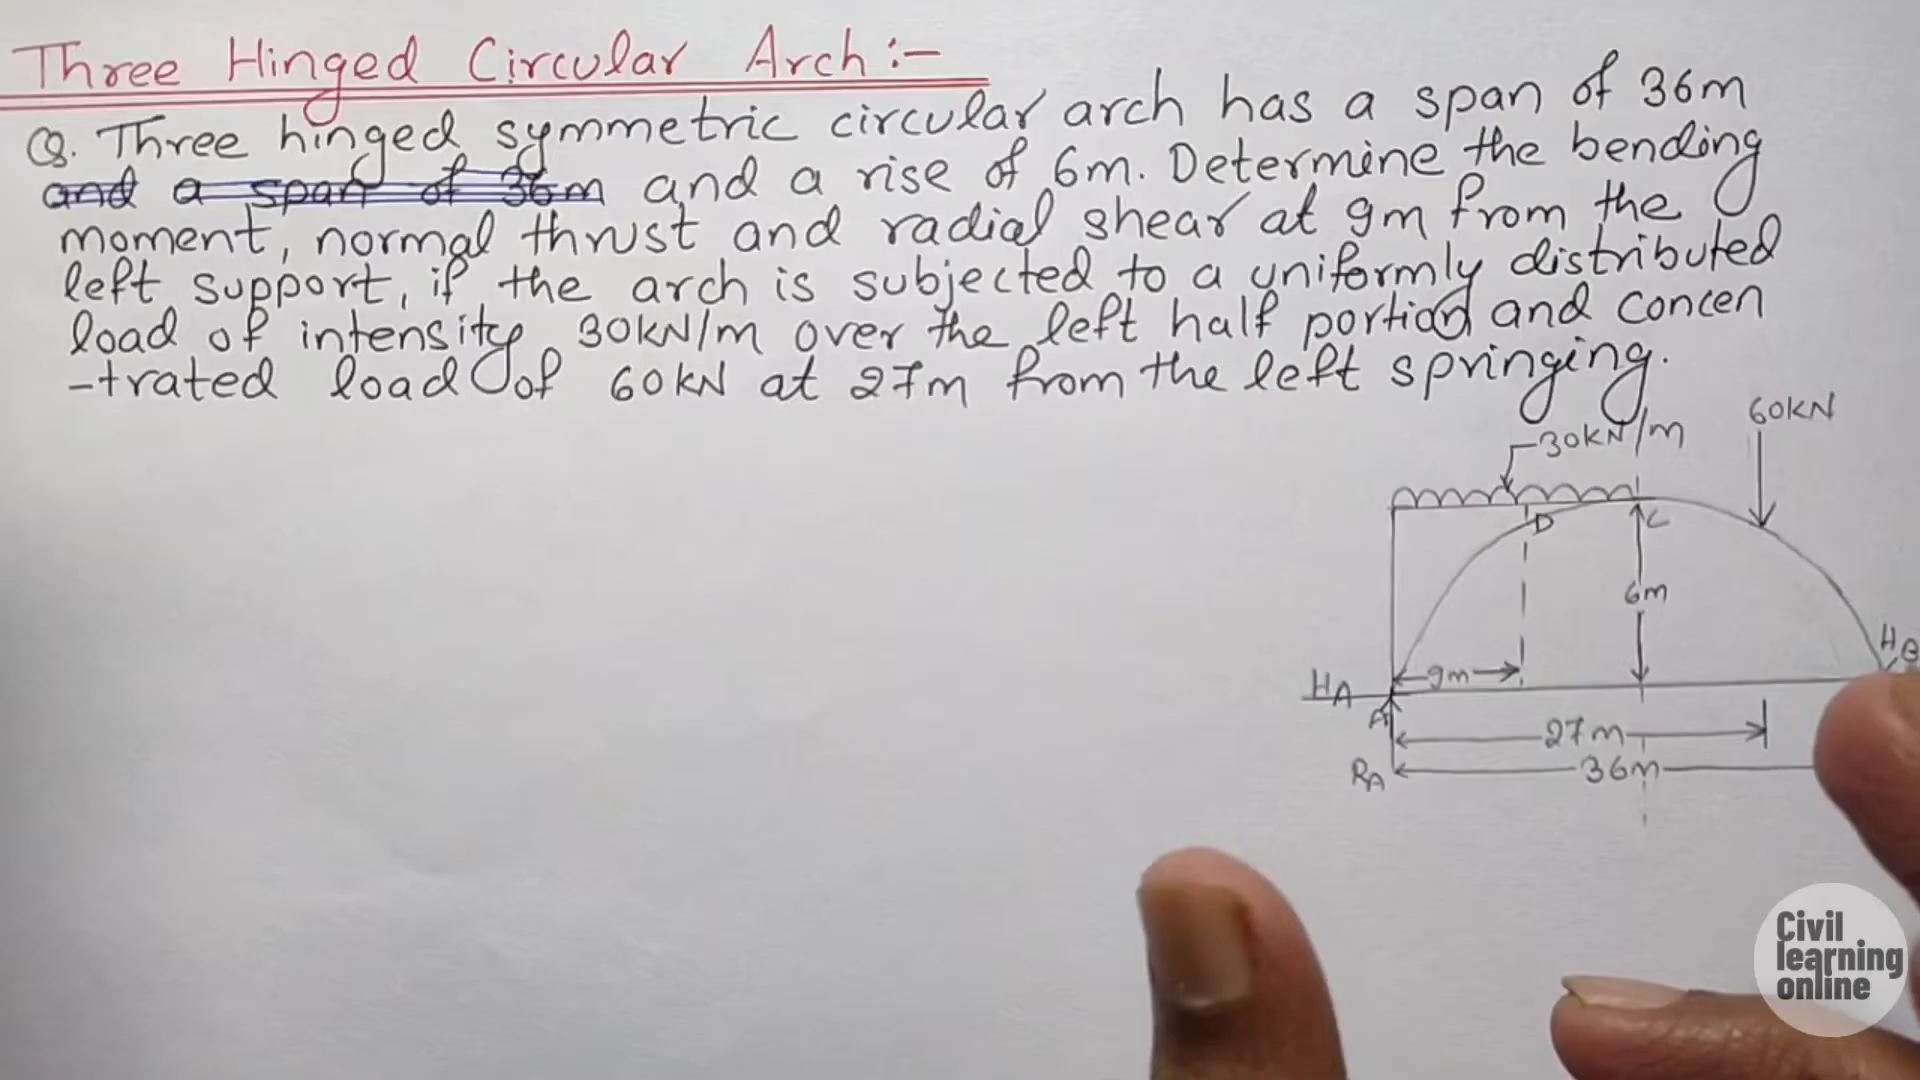 Three Hinged Circular Arch :-
Q. Three hinged symmetric circular arch has a span of 36m
and a span of 36m and a rise of 6m. Determine the bending
moment, normal thrust and radial shear at 9m from the
left support, if the arch is subjected to a uniformly distributed
load of intensity 30kN/m over the left half portion and concen
-trated load of 60kN at 27m from the left springing.
60kN
30kN/m
D
C
6m
HA
9m
HB
A
27m
RA
36m
Civil
learning
online